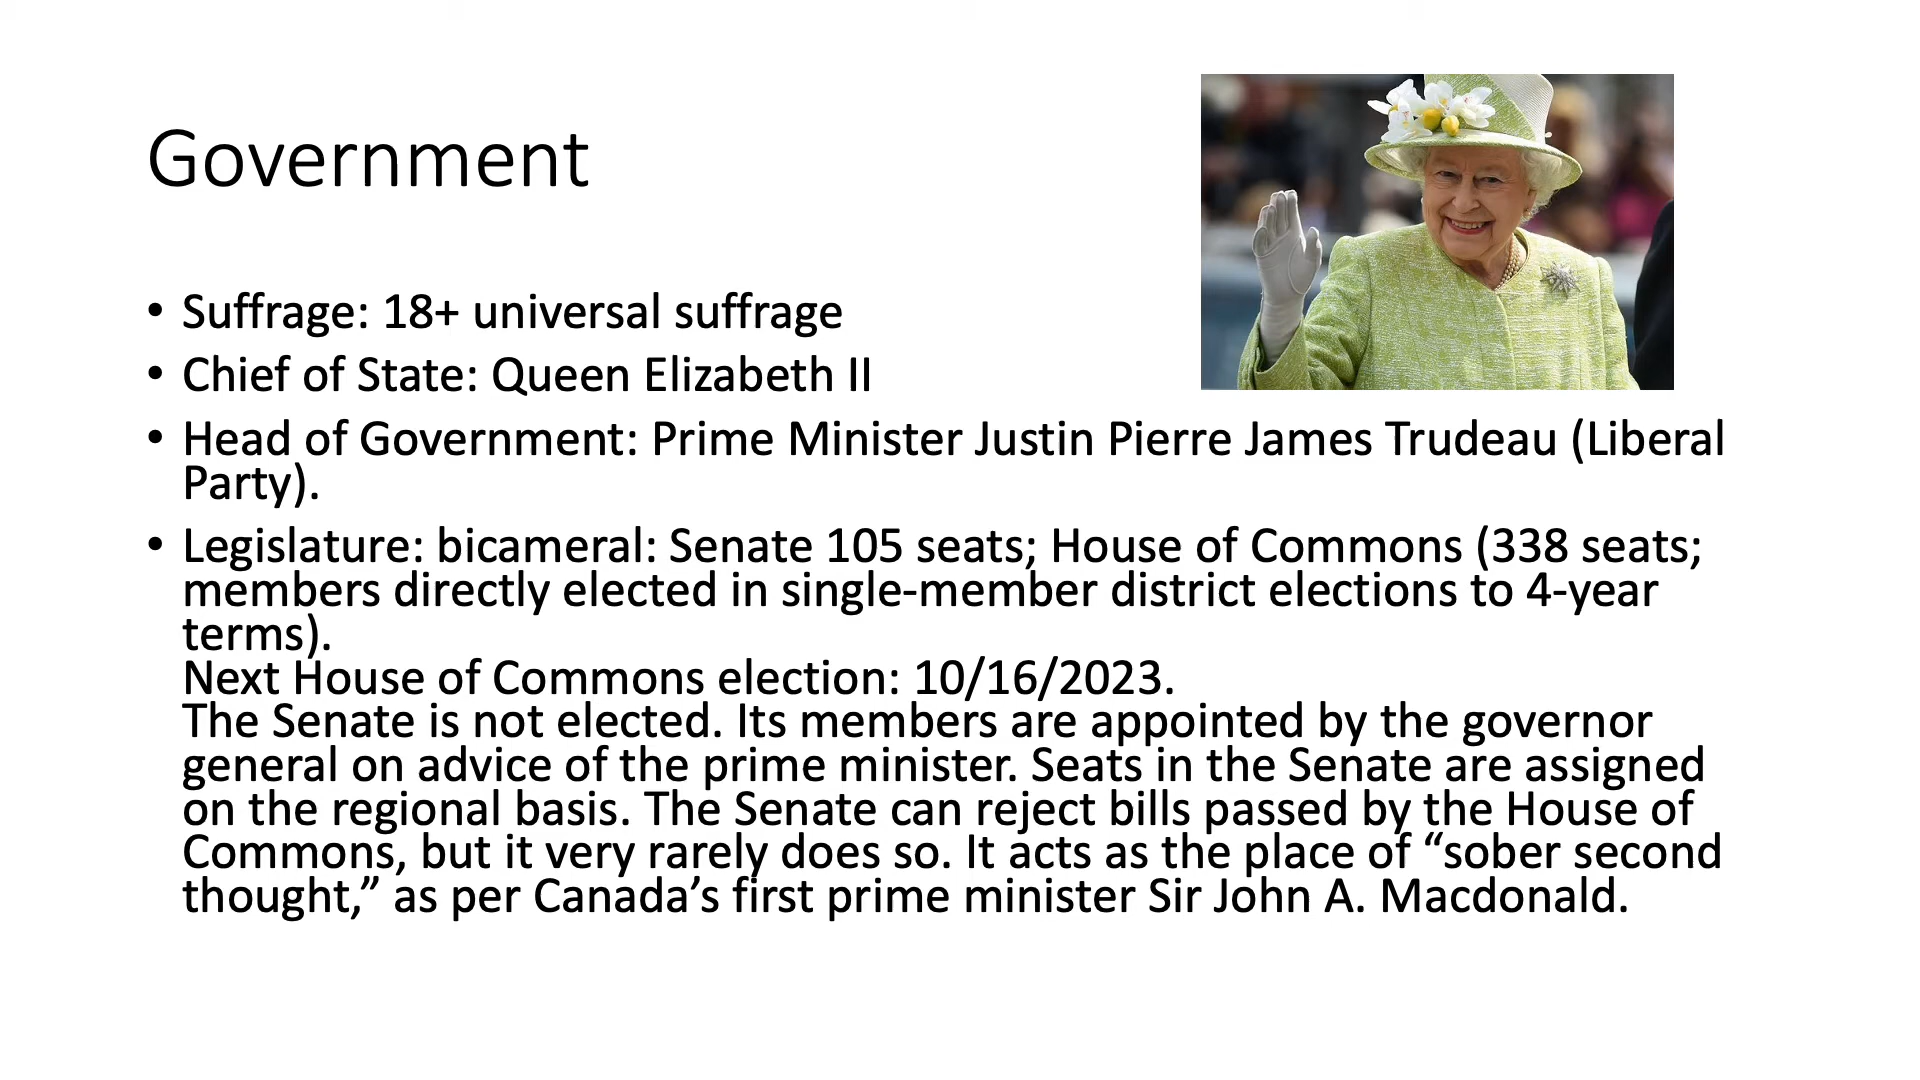 Government
• Suffrage: 18+ universal suffrage
• Chief of State: Queen Elizabeth II
• Head of Government: Prime Minister Justin Pierre James Trudeau (Liberal
Party).
• Legislature: bicameral: Senate 105 seats; House of Commons (338 seats;
members directly elected in single-member district elections to 4-year
terms).
Next House of Commons election: 10/16/2023.
The Senate is not elected. Its members are appointed by the governor
general on advice of the prime minister. Seats in the Senate are assigned
on the regional basis. The Senate can reject bills passed by the House of
Commons, but it very rarely does so. It acts as the place of “sober second
thought,” as per Canada’s first prime minister Sir John A. Macdonald.